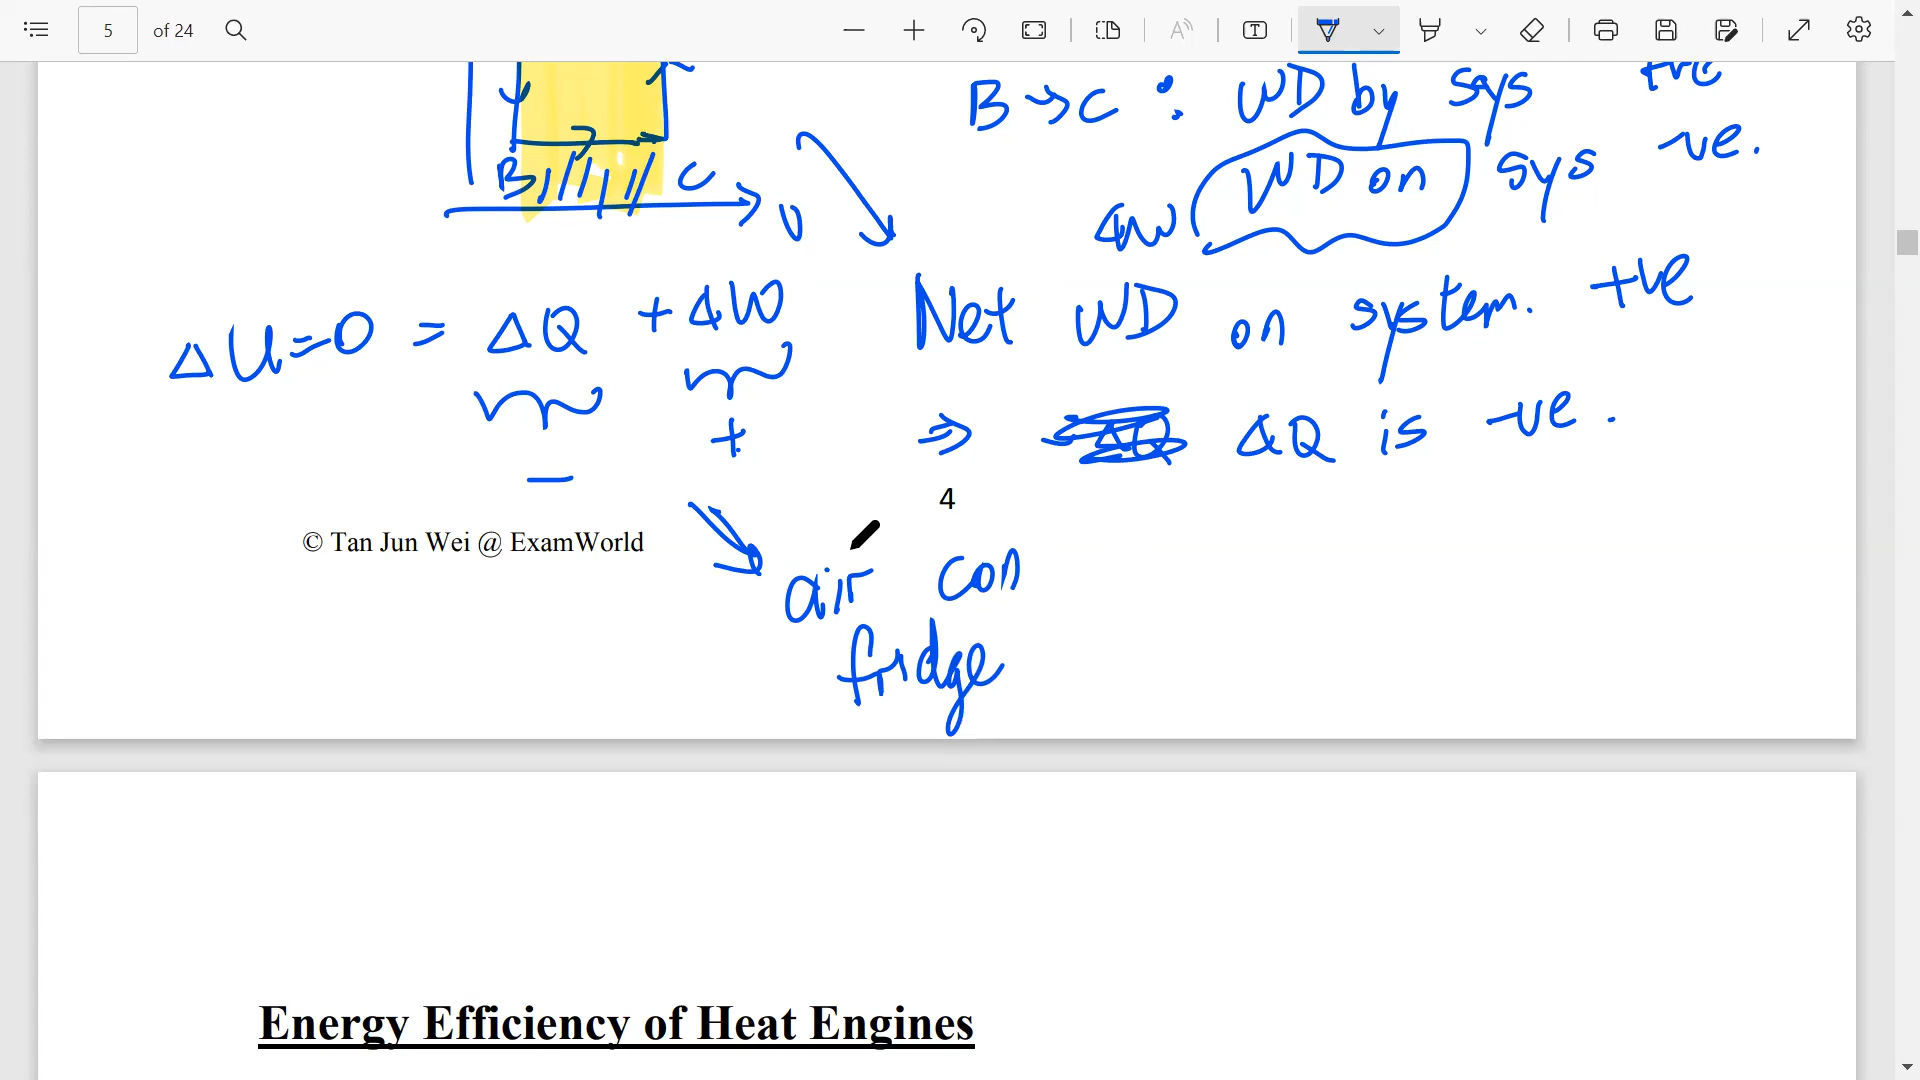 5 of 24
B → C : WD by sys +ve
WD on sys -ve.
ΔW
B C
V
ΔU=0 = ΔQ + ΔW
+
−
Net WD on system. +ve
⇒ ΔQ is -ve.
4
© Tan Jun Wei @ ExamWorld
air con
fridge
Energy Efficiency of Heat Engines